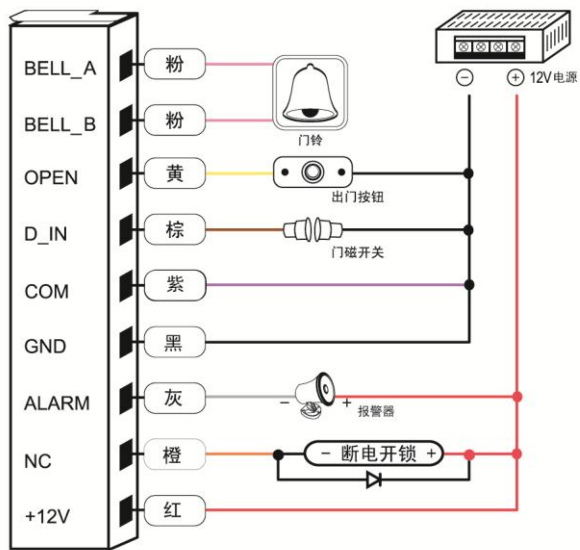 BELL_A 粉
门铃
BELL_B 粉
OPEN 黄
出门按钮
D_IN 棕
门磁开关
COM 紫
GND 黑
ALARM 灰
- + 报警器
NC 橙
- 断电开锁 +
+12V 红
- + 12V电源